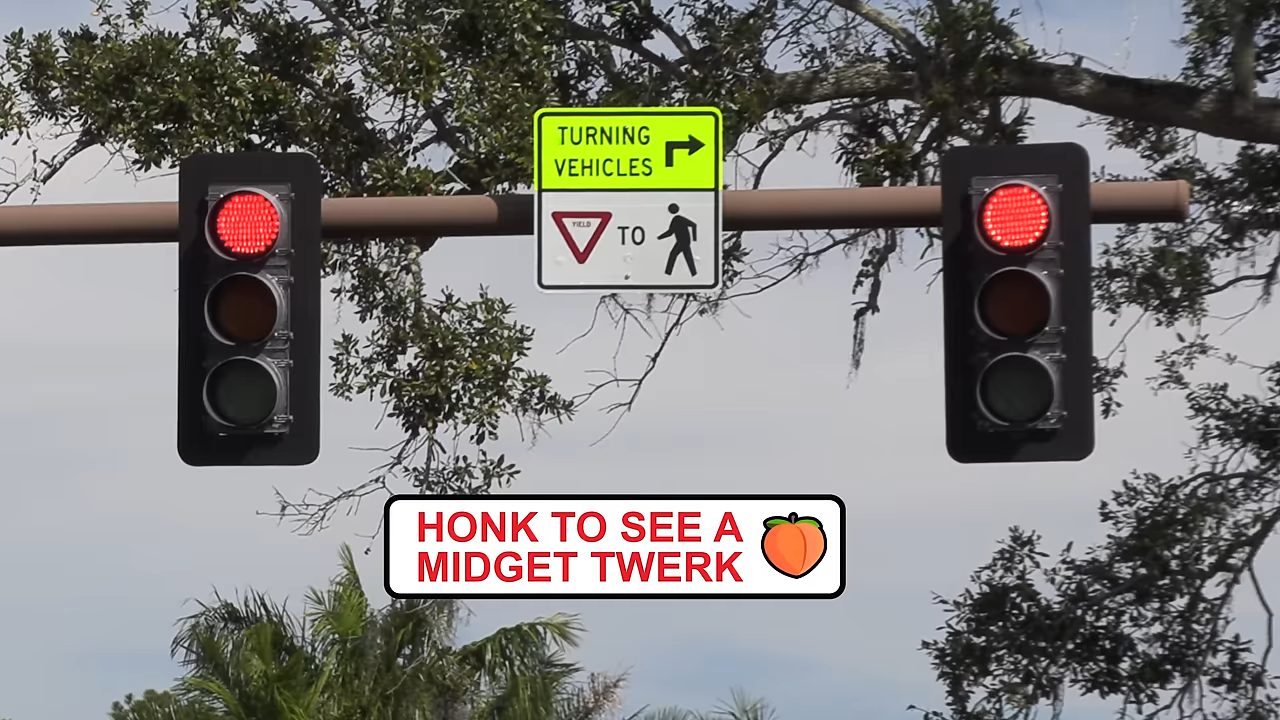 TURNING
VEHICLES
YIELD
TO
HONK TO SEE A
MIDGET TWERK